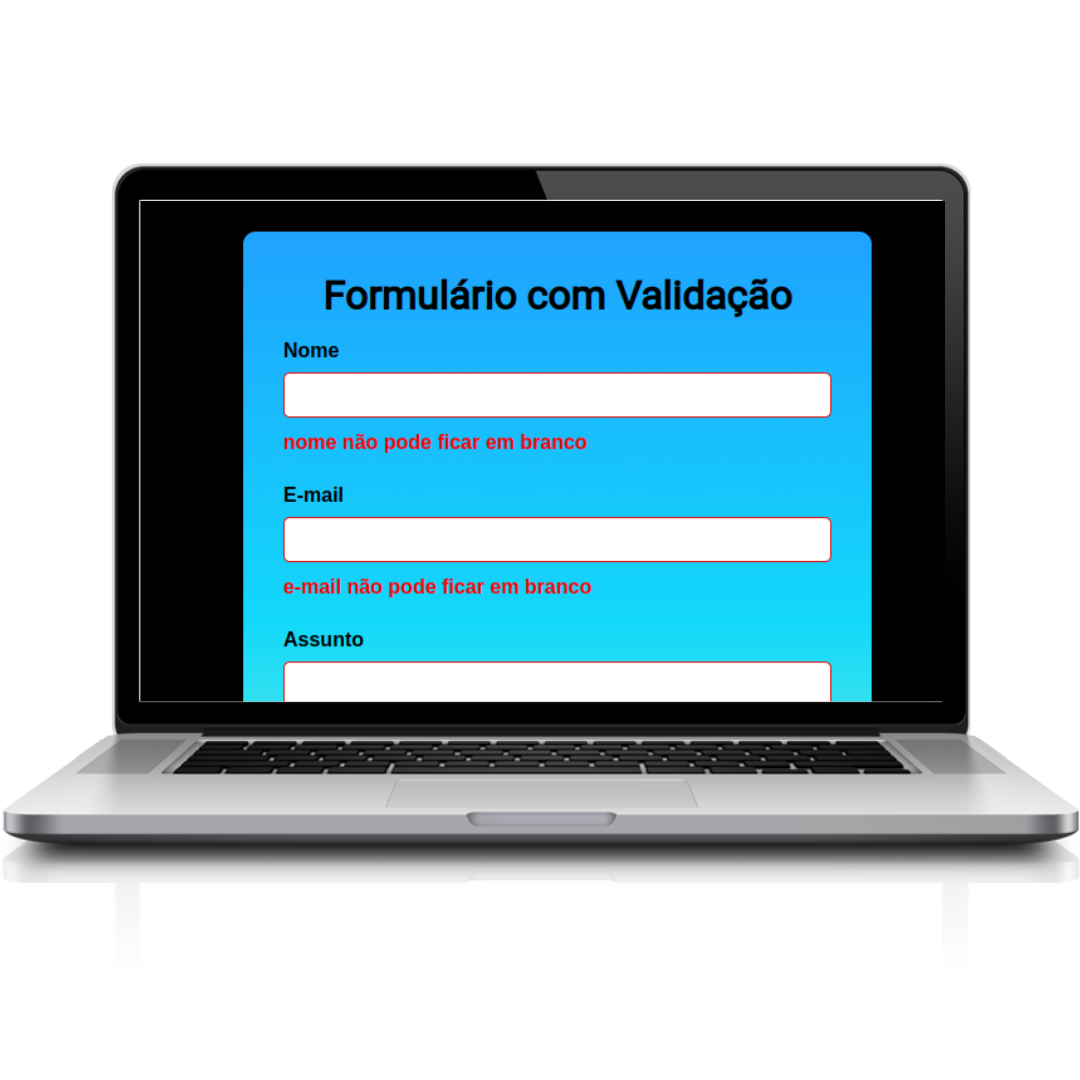 Formulário com Validação
Nome
nome não pode ficar em branco
E-mail
e-mail não pode ficar em branco
Assunto